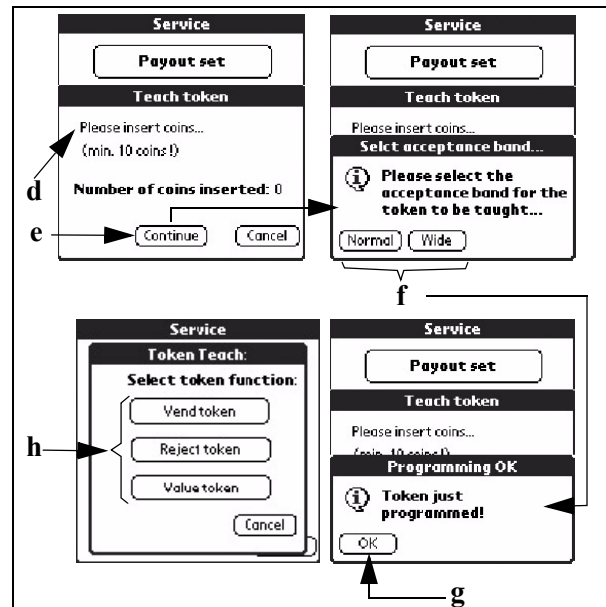 Service
Payout set
Teach token
Please insert coins...
(min. 10 coins!)
Number of coins inserted: 0
Continue
Cancel
d
e
Service
Payout set
Teach token
Please insert coins...
Selct acceptance band...
Please select the
acceptance band for the
token to be taught...
Normal
Wide
f
Service
Token Teach:
Select token function:
Vend token
Reject token
Value token
Cancel
h
Service
Payout set
Teach token
Please insert coins...
(min. 10 coins!)
Programming OK
Token just
programmed!
OK
g